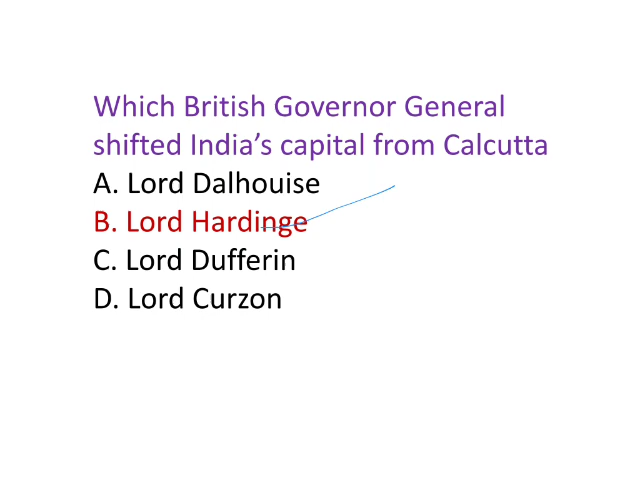 Which British Governor General
shifted India’s capital from Calcutta
A. Lord Dalhouise
B. Lord Hardinge
C. Lord Dufferin
D. Lord Curzon